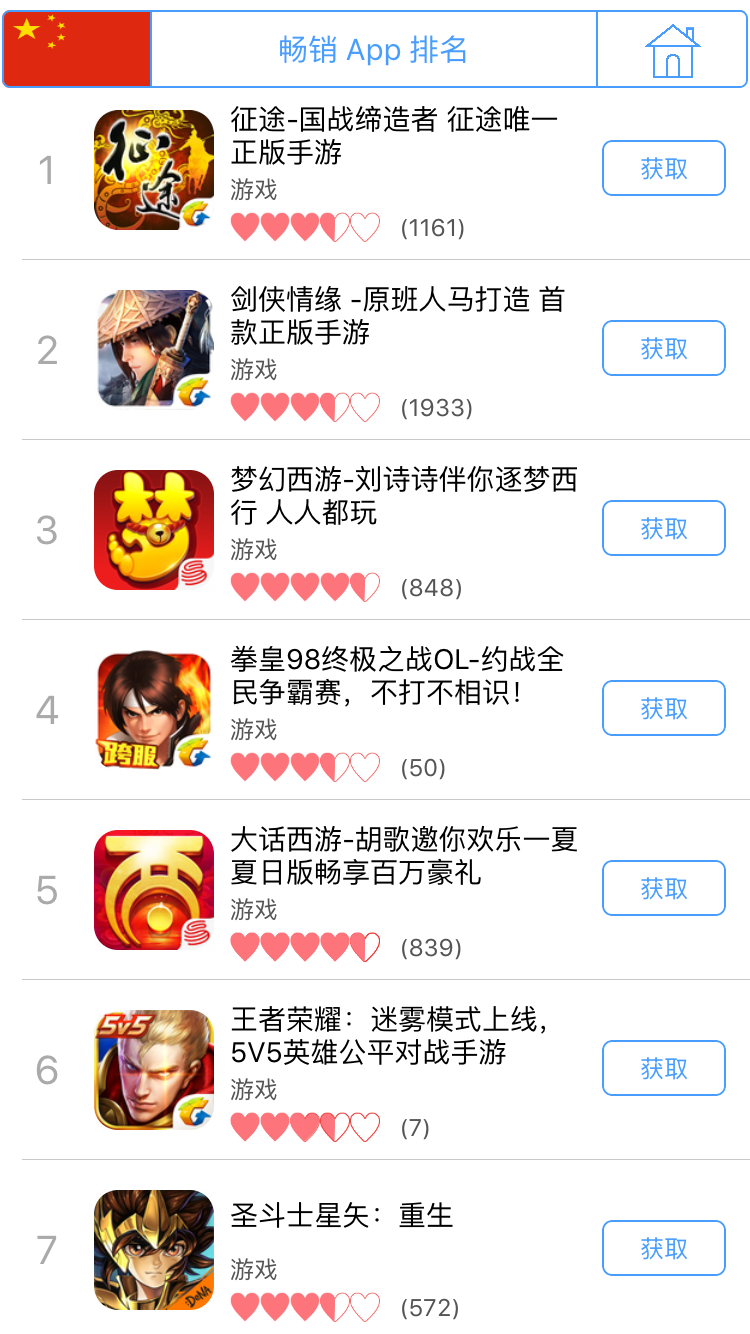 畅销 App 排名
1
征途
征途-国战缔造者 征途唯一
正版手游
游戏
(1161)
获取
2
剑侠情缘 -原班人马打造 首
款正版手游
游戏
(1933)
获取
3
梦
梦幻西游-刘诗诗伴你逐梦西
行 人人都玩
游戏
(848)
获取
4
跨服
拳皇98终极之战OL-约战全
民争霸赛，不打不相识！
游戏
(50)
获取
5
大话西游-胡歌邀你欢乐一夏
夏日版畅享百万豪礼
游戏
(839)
获取
6
5v5
王者荣耀：迷雾模式上线，
5V5英雄公平对战手游
游戏
(7)
获取
7
:DeNA
圣斗士星矢：重生
游戏
(572)
获取